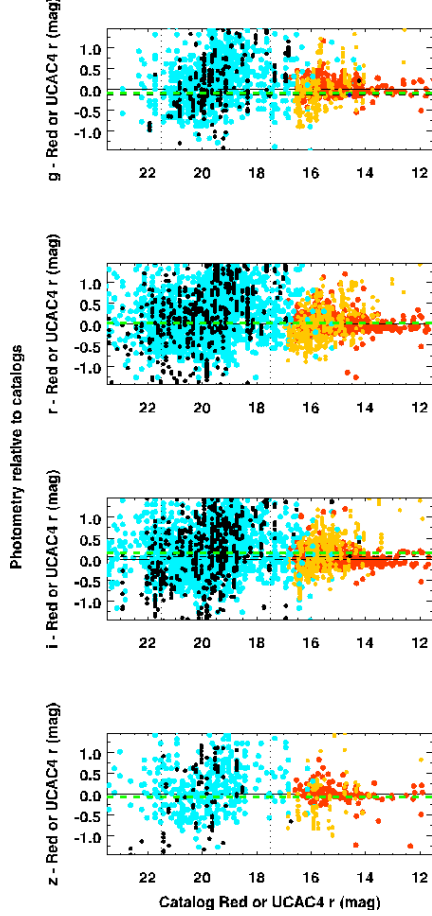 Photometry relative to catalogs
g - Red or UCAC4 r (mag)
1.0
0.5
0.0
-0.5
-1.0
22 20 18 16 14 12
r - Red or UCAC4 r (mag)
1.0
0.5
0.0
-0.5
-1.0
22 20 18 16 14 12
i - Red or UCAC4 r (mag)
1.0
0.5
0.0
-0.5
-1.0
22 20 18 16 14 12
z - Red or UCAC4 r (mag)
1.0
0.5
0.0
-0.5
-1.0
22 20 18 16 14 12
Catalog Red or UCAC4 r (mag)